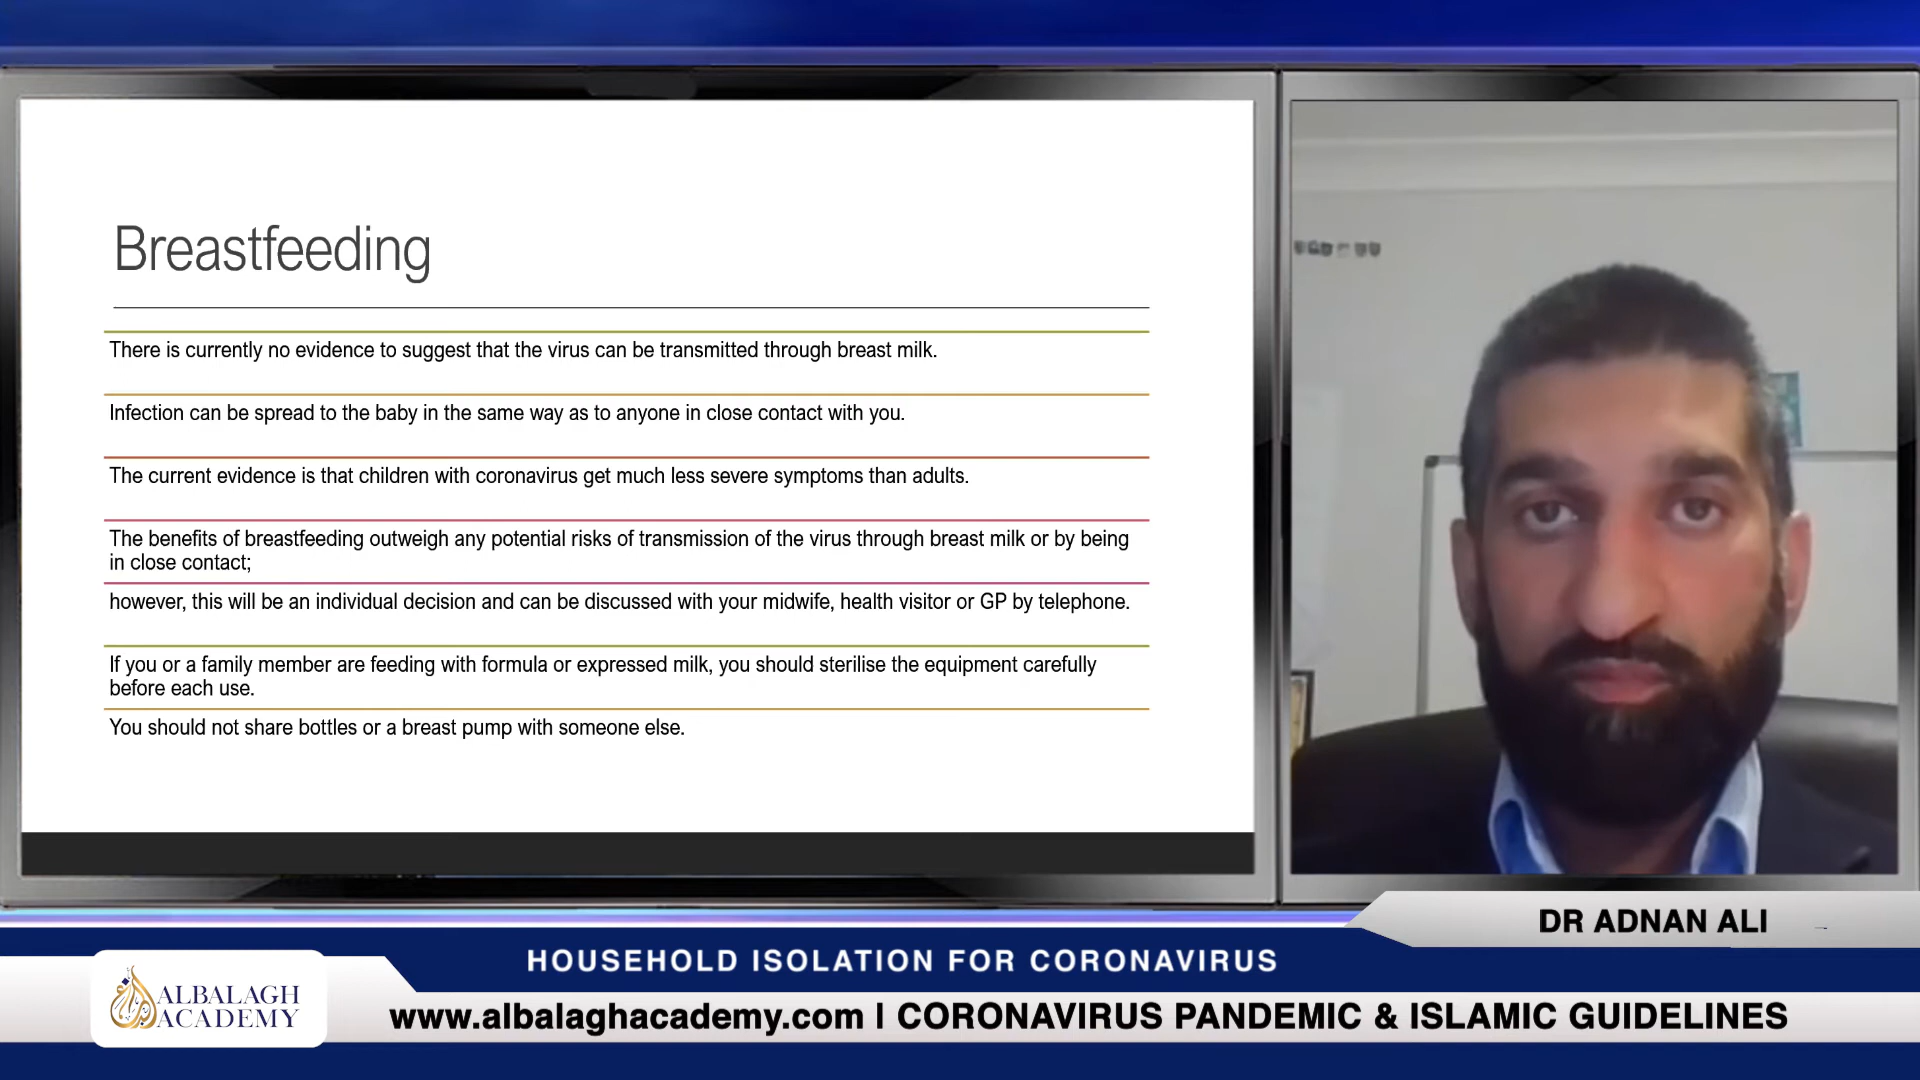 Breastfeeding
There is currently no evidence to suggest that the virus can be transmitted through breast milk.
Infection can be spread to the baby in the same way as to anyone in close contact with you.
The current evidence is that children with coronavirus get much less severe symptoms than adults.
The benefits of breastfeeding outweigh any potential risks of transmission of the virus through breast milk or by being
in close contact;
however, this will be an individual decision and can be discussed with your midwife, health visitor or GP by telephone.
If you or a family member are feeding with formula or expressed milk, you should sterilise the equipment carefully
before each use.
You should not share bottles or a breast pump with someone else.
DR ADNAN ALI
HOUSEHOLD ISOLATION FOR CORONAVIRUS
ALBALAGH
ACADEMY
www.albalaghacademy.com | CORONAVIRUS PANDEMIC & ISLAMIC GUIDELINES